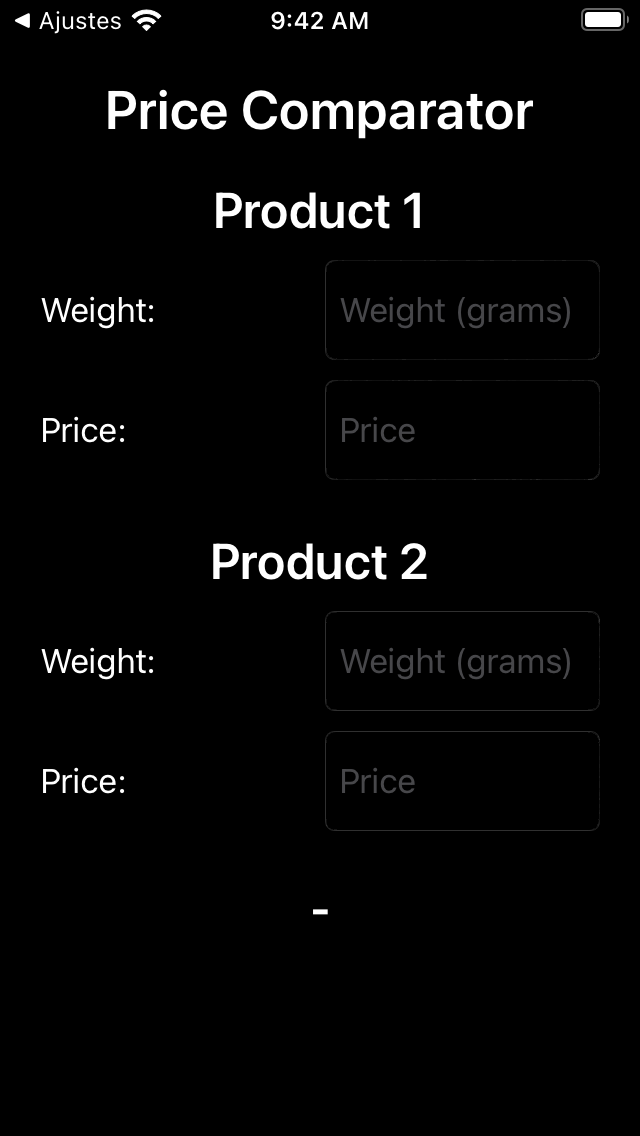 ◀ Ajustes 9:42 AM
Price Comparator
Product 1
Weight: Weight (grams)
Price: Price
Product 2
Weight: Weight (grams)
Price: Price
-